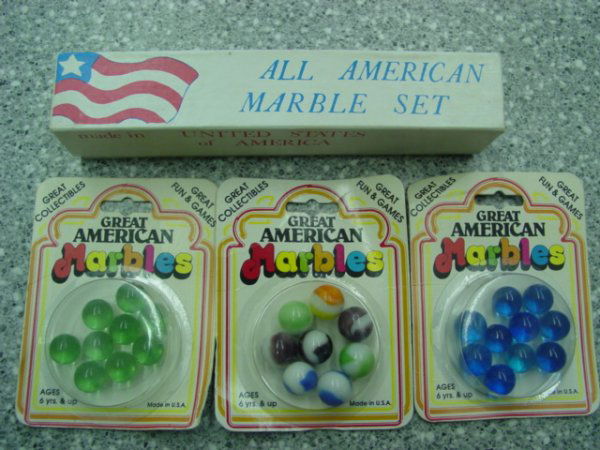 ALL AMERICAN
MARBLE SET
made in UNITED STATES
of AMERICA
GREAT COLLECTIBLES
GREAT FUN & GAMES
GREAT
AMERICAN
Marbles
AGES
6 yrs. & up
Made in U.S.A.
GREAT COLLECTIBLES
GREAT FUN & GAMES
GREAT
AMERICAN
Marbles
AGES
6 yrs. & up
Made in U.S.A.
GREAT COLLECTIBLES
GREAT FUN & GAMES
GREAT
AMERICAN
Marbles
AGES
6 yrs. & up
Made in U.S.A.